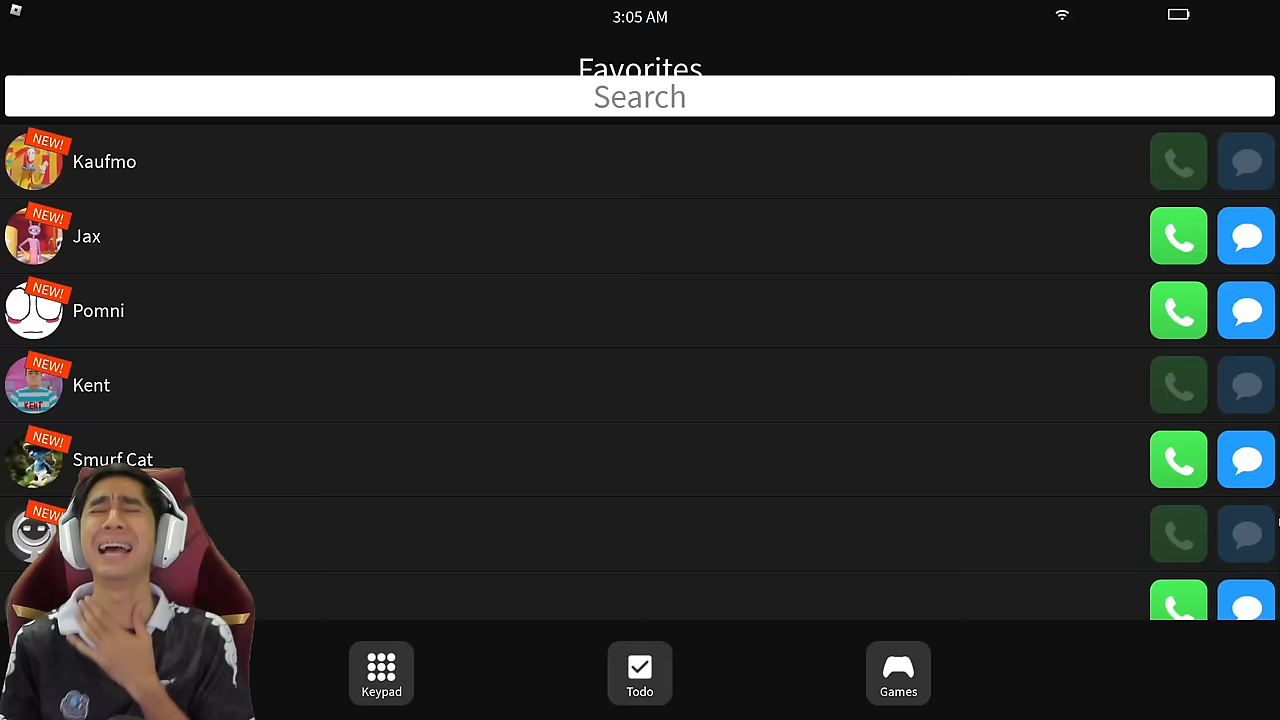 3:05 AM
Favorites
Search
NEW!
Kaufmo
NEW!
Jax
NEW!
Pomni
NEW!
Kent
KENT
NEW!
Smurf Cat
NEW!
Keypad
Todo
Games